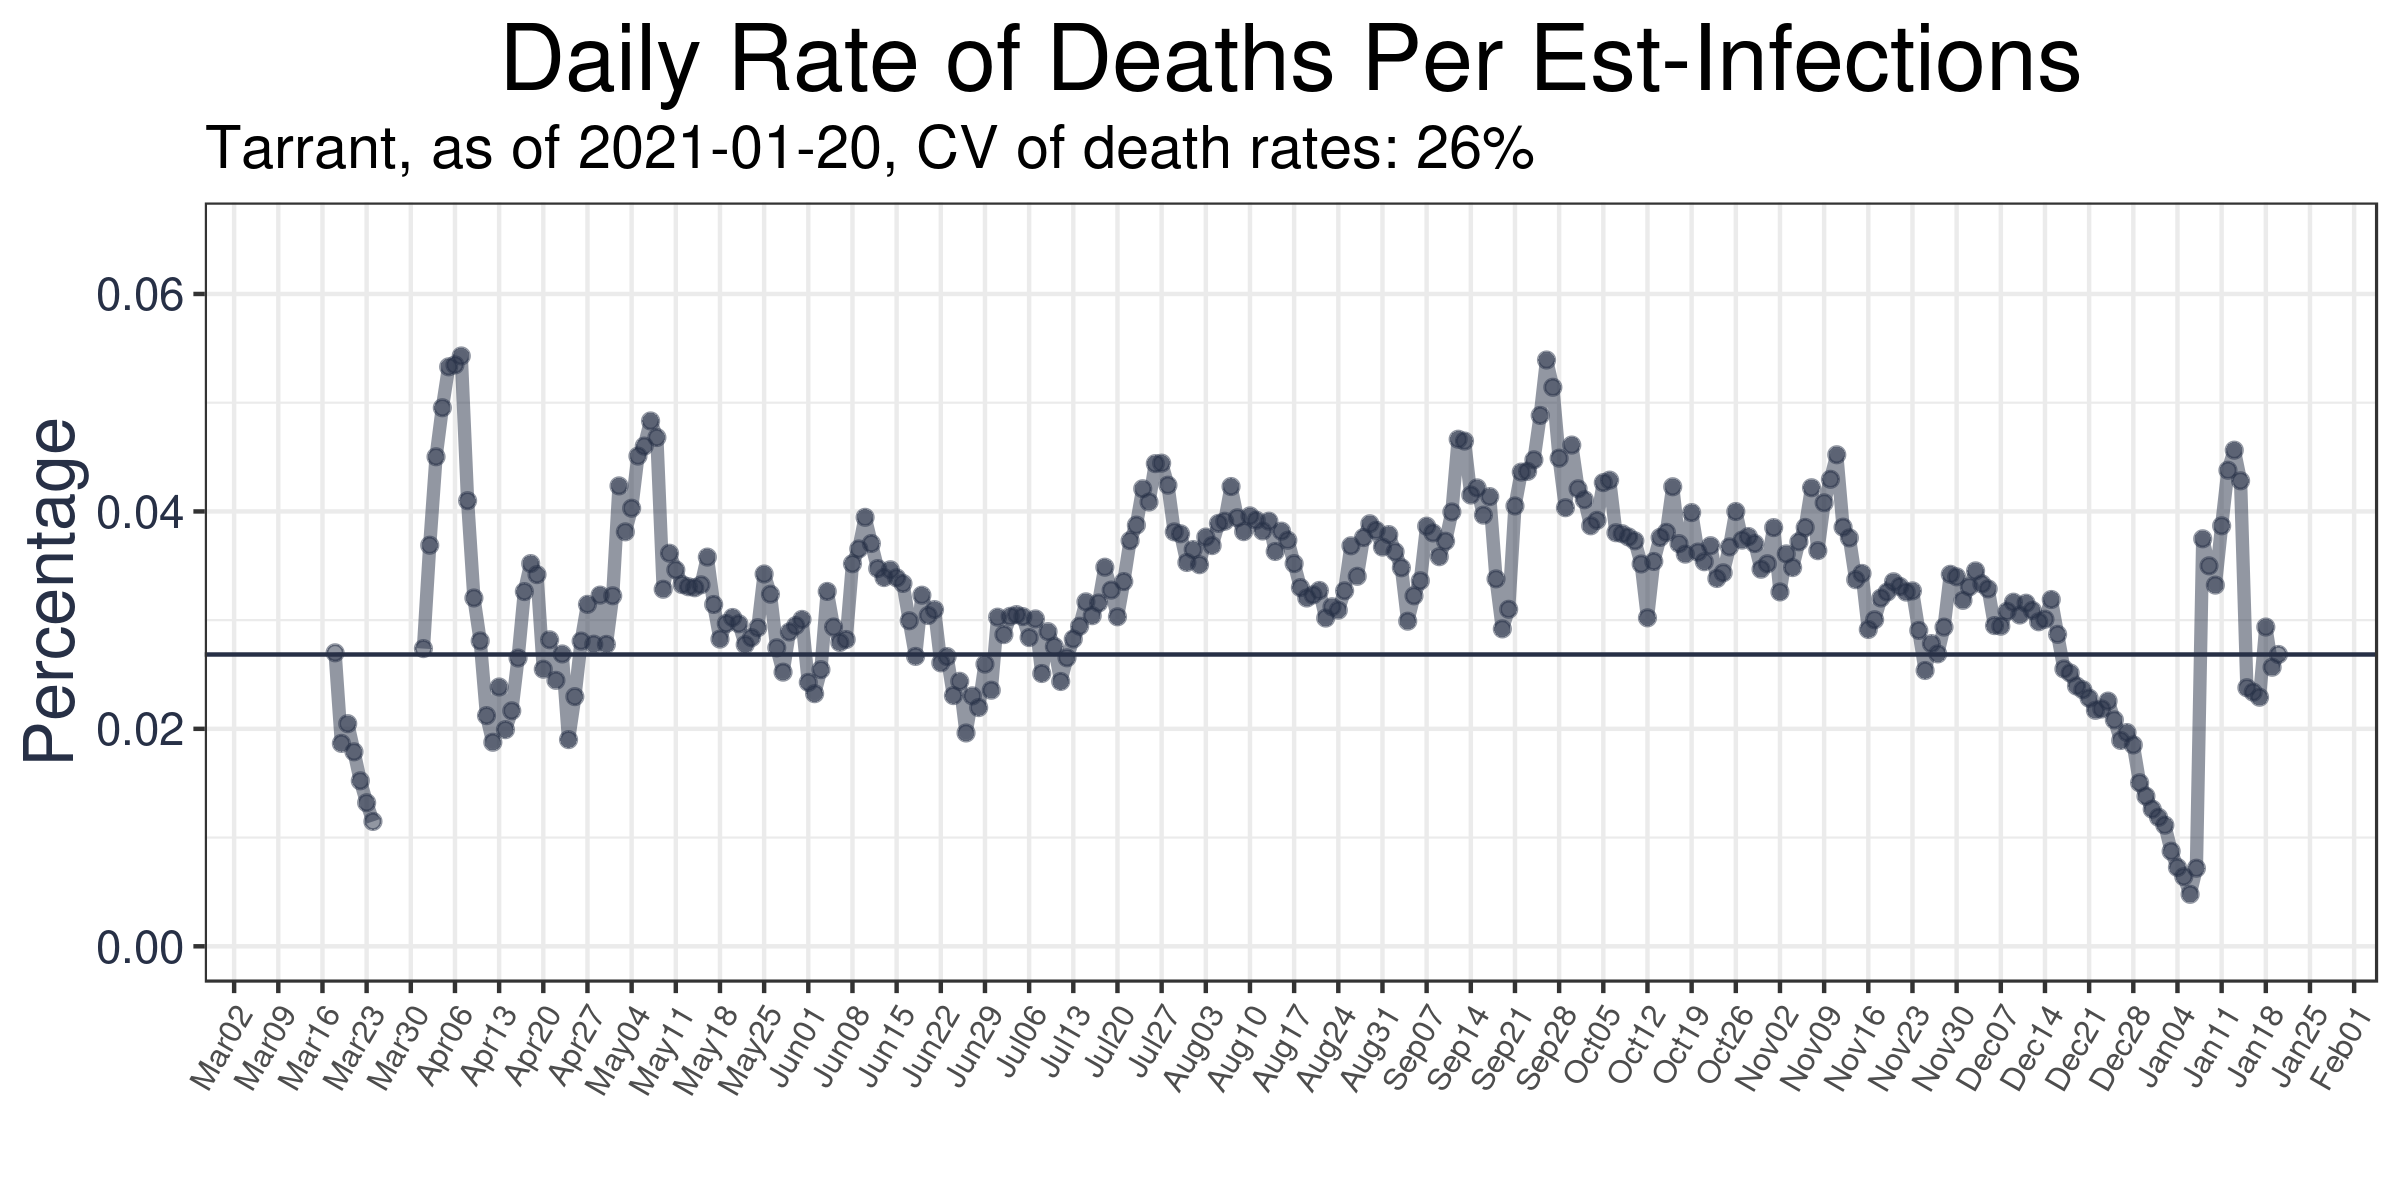 Daily Rate of Deaths Per Est-Infections
Tarrant, as of 2021-01-20, CV of death rates: 26%
Percentage
0.06
0.04
0.02
0.00
Mar02
Mar09
Mar16
Mar23
Mar30
Apr06
Apr13
Apr20
Apr27
May04
May11
May18
May25
Jun01
Jun08
Jun15
Jun22
Jun29
Jul06
Jul13
Jul20
Jul27
Aug03
Aug10
Aug17
Aug24
Aug31
Sep07
Sep14
Sep21
Sep28
Oct05
Oct12
Oct19
Oct26
Nov02
Nov09
Nov16
Nov23
Nov30
Dec07
Dec14
Dec21
Dec28
Jan04
Jan11
Jan18
Jan25
Feb01